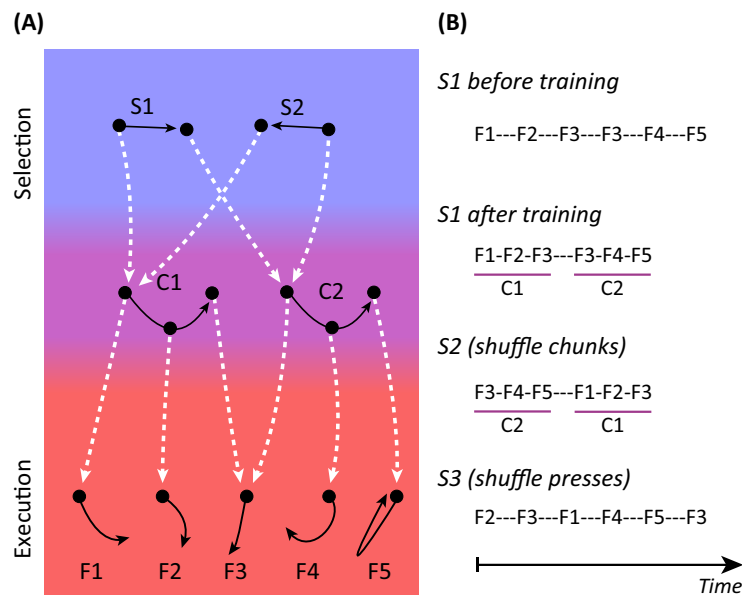 (A)
Selection
Execution
S1
S2
C1
C2
F1
F2
F3
F4
F5
(B)
S1 before training
F1---F2---F3---F3---F4---F5
S1 after training
F1-F2-F3---F3-F4-F5
C1
C2
S2 (shuffle chunks)
F3-F4-F5---F1-F2-F3
C2
C1
S3 (shuffle presses)
F2---F3---F1---F4---F5---F3
Time